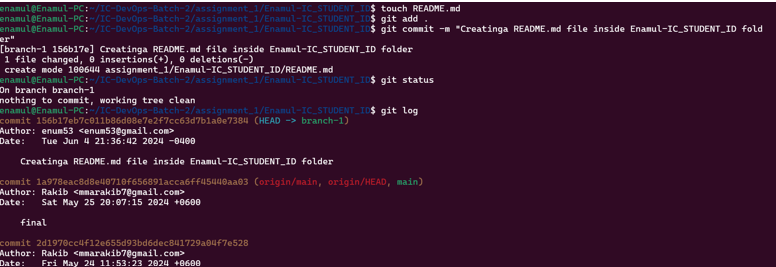 enamul@Enamul-PC:~/IC-DevOps-Batch-2/assignment_1/Enamul-IC_STUDENT_ID$ touch README.md
enamul@Enamul-PC:~/IC-DevOps-Batch-2/assignment_1/Enamul-IC_STUDENT_ID$ git add .
enamul@Enamul-PC:~/IC-DevOps-Batch-2/assignment_1/Enamul-IC_STUDENT_ID$ git commit -m "Creatinga README.md file inside Enamul-IC_STUDENT_ID fold
er"
[branch-1 156b17e] Creatinga README.md file inside Enamul-IC_STUDENT_ID folder
 1 file changed, 0 insertions(+), 0 deletions(-)
 create mode 100644 assignment_1/Enamul-IC_STUDENT_ID/README.md
enamul@Enamul-PC:~/IC-DevOps-Batch-2/assignment_1/Enamul-IC_STUDENT_ID$ git status
On branch branch-1
nothing to commit, working tree clean
enamul@Enamul-PC:~/IC-DevOps-Batch-2/assignment_1/Enamul-IC_STUDENT_ID$ git log
commit 156b17eb7c011b86d08e7e2f7cc63d7b1a0e7384 (HEAD -> branch-1)
Author: enum53 <enum53@gmail.com>
Date:   Tue Jun 4 21:36:42 2024 -0400

    Creatinga README.md file inside Enamul-IC_STUDENT_ID folder

commit 1a978eac8d8e40710f656891acca6ff45440aa03 (origin/main, origin/HEAD, main)
Author: Rakib <mmarakib7@gmail.com>
Date:   Sat May 25 20:07:15 2024 +0600

    final

commit 2d1970cc4f12e655d93bd6dec841729a04f7e528
Author: Rakib <mmarakib7@gmail.com>
Date:   Fri May 24 11:53:23 2024 +0600